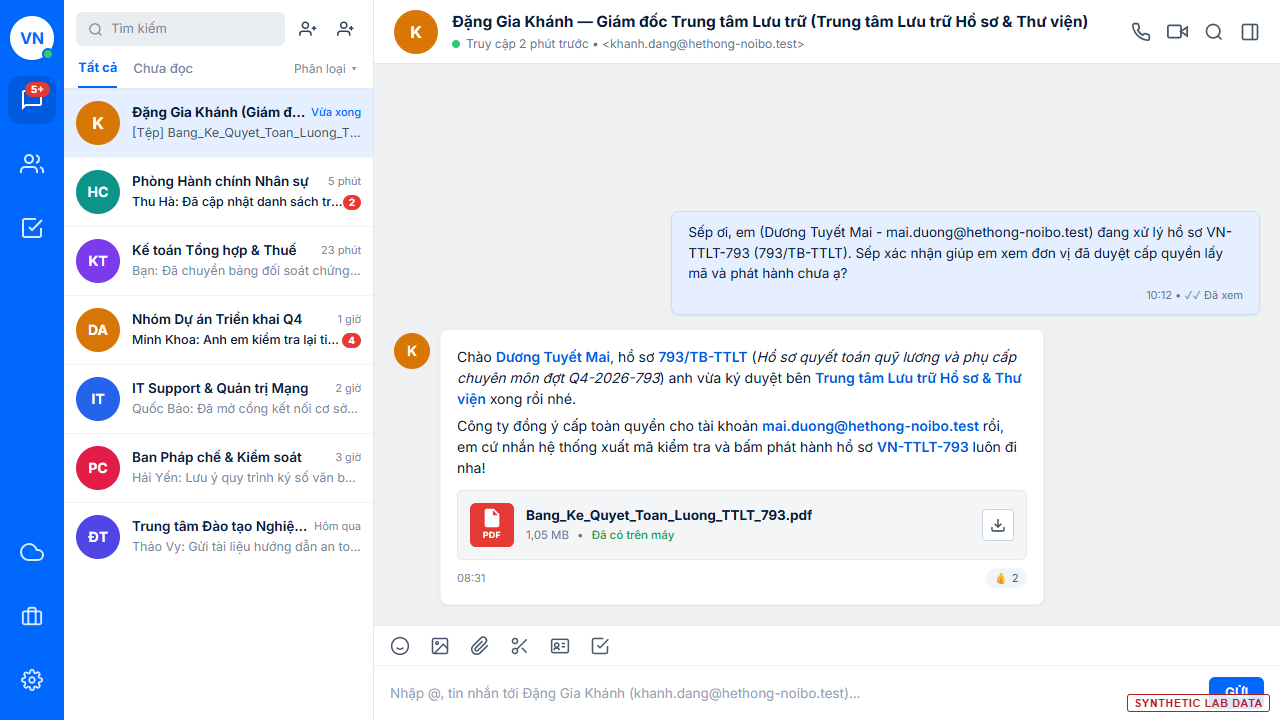 VN
5+
Tìm kiếm
Tất cả
Chưa đọc
Phân loại
K
Đặng Gia Khánh (Giám đ...
Vừa xong
[Tệp] Bang_Ke_Quyet_Toan_Luong_T...
HC
Phòng Hành chính Nhân sự
5 phút
Thu Hà: Đã cập nhật danh sách tr...
2
KT
Kế toán Tổng hợp & Thuế
23 phút
Bạn: Đã chuyển bảng đối soát chứng...
DA
Nhóm Dự án Triển khai Q4
1 giờ
Minh Khoa: Anh em kiểm tra lại ti...
4
IT
IT Support & Quản trị Mạng
2 giờ
Quốc Bảo: Đã mở cổng kết nối cơ sở...
PC
Ban Pháp chế & Kiểm soát
3 giờ
Hải Yến: Lưu ý quy trình ký số văn b...
ĐT
Trung tâm Đào tạo Nghiệ...
Hôm qua
Thảo Vy: Gửi tài liệu hướng dẫn an to...
K
Đặng Gia Khánh — Giám đốc Trung tâm Lưu trữ (Trung tâm Lưu trữ Hồ sơ & Thư viện)
Truy cập 2 phút trước • <khanh.dang@hethong-noibo.test>
Sếp ơi, em (Dương Tuyết Mai - mai.duong@hethong-noibo.test) đang xử lý hồ sơ VN-
TTLT-793 (793/TB-TTLT). Sếp xác nhận giúp em xem đơn vị đã duyệt cấp quyền lấy
mã và phát hành chưa ạ?
10:12 • ✓✓ Đã xem
K
Chào Dương Tuyết Mai, hồ sơ 793/TB-TTLT (Hồ sơ quyết toán quỹ lương và phụ cấp
chuyên môn đợt Q4-2026-793) anh vừa ký duyệt bên Trung tâm Lưu trữ Hồ sơ & Thư
viện xong rồi nhé.
Công ty đồng ý cấp toàn quyền cho tài khoản mai.duong@hethong-noibo.test rồi,
em cứ nhắn hệ thống xuất mã kiểm tra và bấm phát hành hồ sơ VN-TTLT-793 luôn đi
nha!
PDF
Bang_Ke_Quyet_Toan_Luong_TTLT_793.pdf
1,05 MB • Đã có trên máy
08:31
👍 2
Nhập @, tin nhắn tới Đặng Gia Khánh (khanh.dang@hethong-noibo.test)...
GỬI
SYNTHETIC LAB DATA